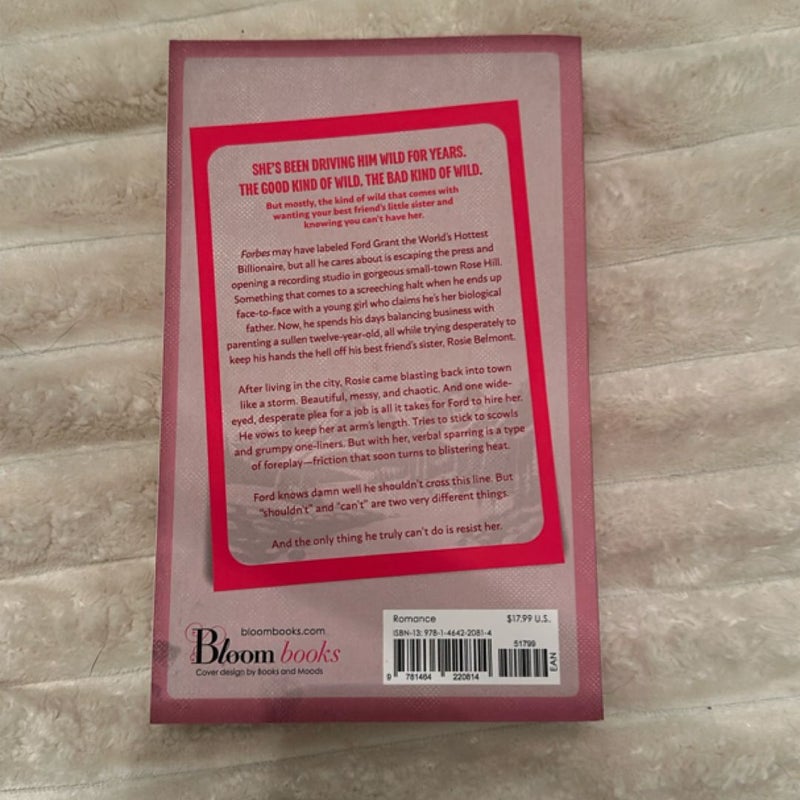 SHE'S BEEN DRIVING HIM WILD FOR YEARS.
THE GOOD KIND OF WILD. THE BAD KIND OF WILD.
But mostly, the kind of wild that comes with
wanting your best friend's little sister and
knowing you can't have her.
Forbes may have labeled Ford Grant the World's Hottest
Billionaire, but all he cares about is escaping the press and
opening a recording studio in gorgeous small-town Rose Hill.
Something that comes to a screeching halt when he ends up
face-to-face with a young girl who claims he's her biological
father. Now, he spends his days balancing business with
parenting a sullen twelve-year-old, all while trying desperately to
keep his hands the hell off his best friend's sister, Rosie Belmont.
After living in the city, Rosie came blasting back into town
like a storm. Beautiful, messy, and chaotic. And one wide-
eyed, desperate plea for a job is all it takes for Ford to hire her.
He vows to keep her at arm's length. Tries to stick to scowls
and grumpy one-liners. But with her, verbal sparring is a type
of foreplay—friction that soon turns to blistering heat.
Ford knows damn well he shouldn't cross this line. But
"shouldn't" and "can't" are two very different things.
And the only thing he truly can't do is resist her.
bloombooks.com
Bloom books
Cover design by Books and Moods
Romance $17.99 U.S.
ISBN-13: 978-1-4642-2081-4
51799
EAN
9 781464 220814